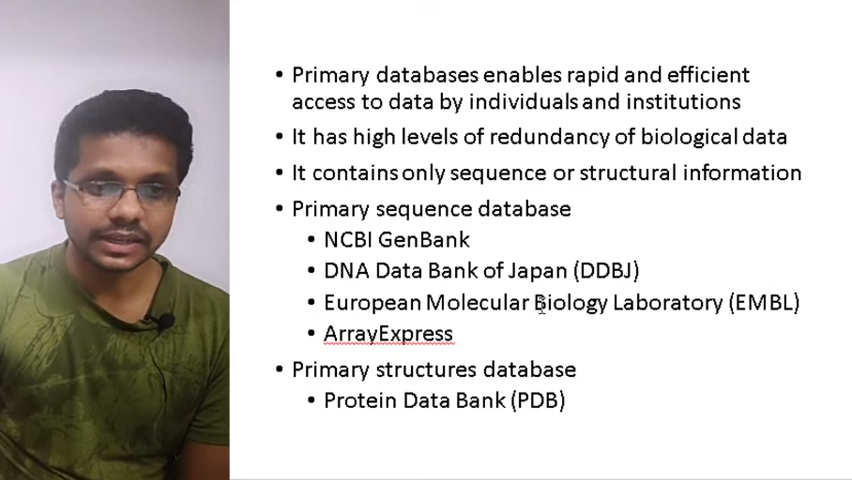 • Primary databases enables rapid and efficient
access to data by individuals and institutions
• It has high levels of redundancy of biological data
• It contains only sequence or structural information
• Primary sequence database
• NCBI GenBank
• DNA Data Bank of Japan (DDBJ)
• European Molecular Biology Laboratory (EMBL)
• ArrayExpress
• Primary structures database
• Protein Data Bank (PDB)